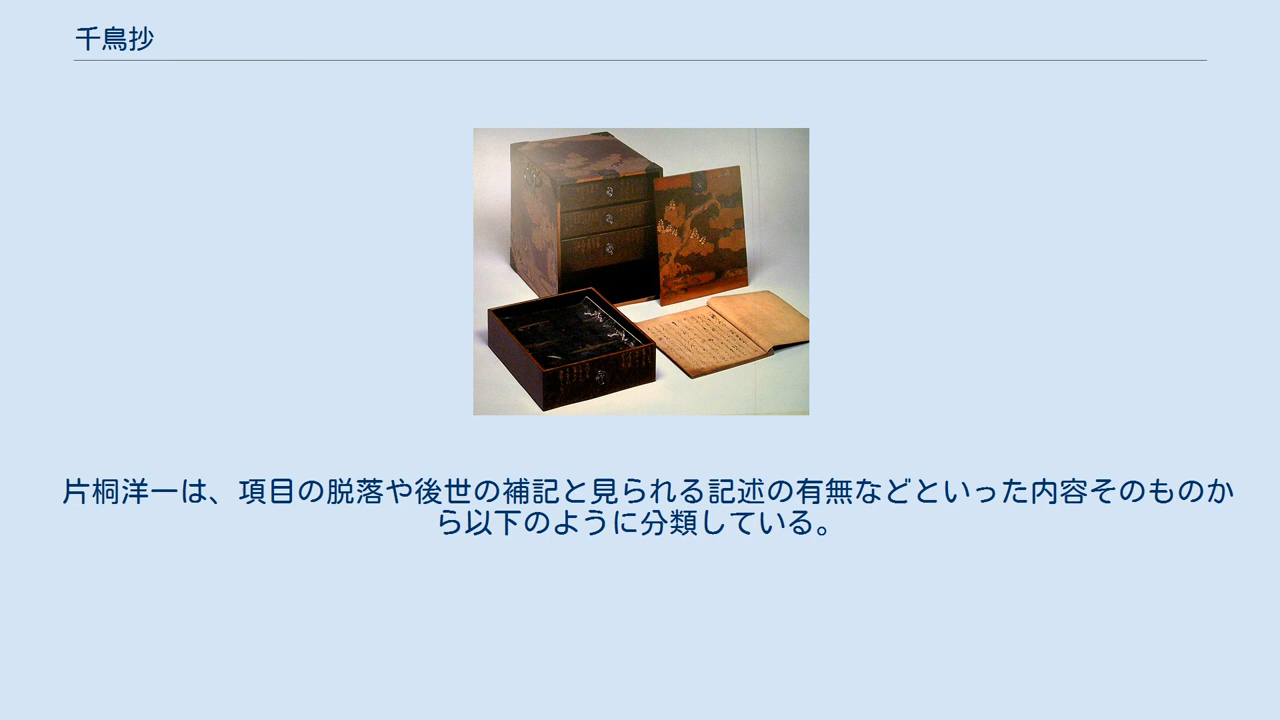 千鳥抄
片桐洋一は、項目の脱落や後世の補記と見られる記述の有無などといった内容そのものか
ら以下のように分類している。